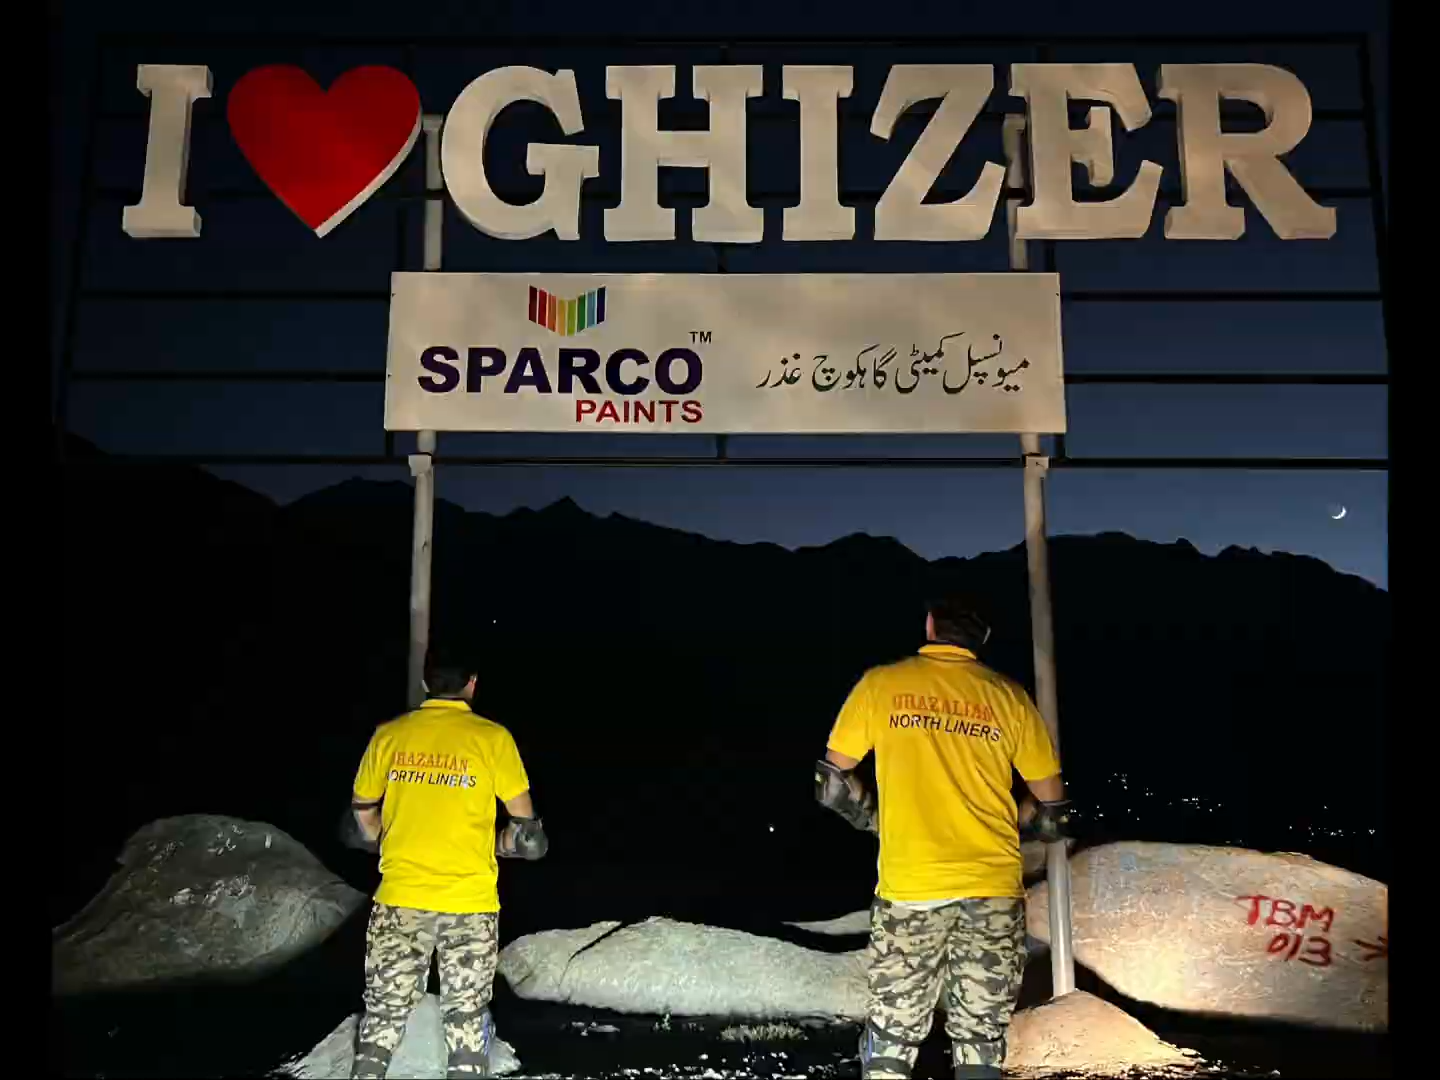 I ❤ GHIZER
SPARCO™
PAINTS
میونسپل کمیٹی گاہکوچ غذر
GHAZALIAN
NORTH LINERS
GHAZALIAN
NORTH LINERS
TBM
013